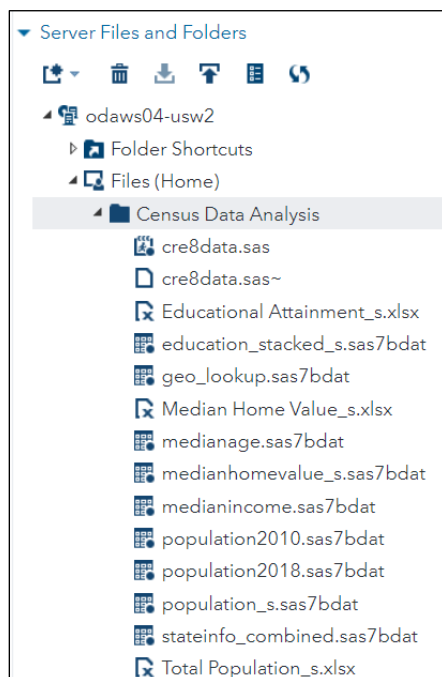 Server Files and Folders
odaws04-usw2
Folder Shortcuts
Files (Home)
Census Data Analysis
cre8data.sas
cre8data.sas~
Educational Attainment_s.xlsx
education_stacked_s.sas7bdat
geo_lookup.sas7bdat
Median Home Value_s.xlsx
medianage.sas7bdat
medianhomevalue_s.sas7bdat
medianincome.sas7bdat
population2010.sas7bdat
population2018.sas7bdat
population_s.sas7bdat
stateinfo_combined.sas7bdat
Total Population_s.xlsx